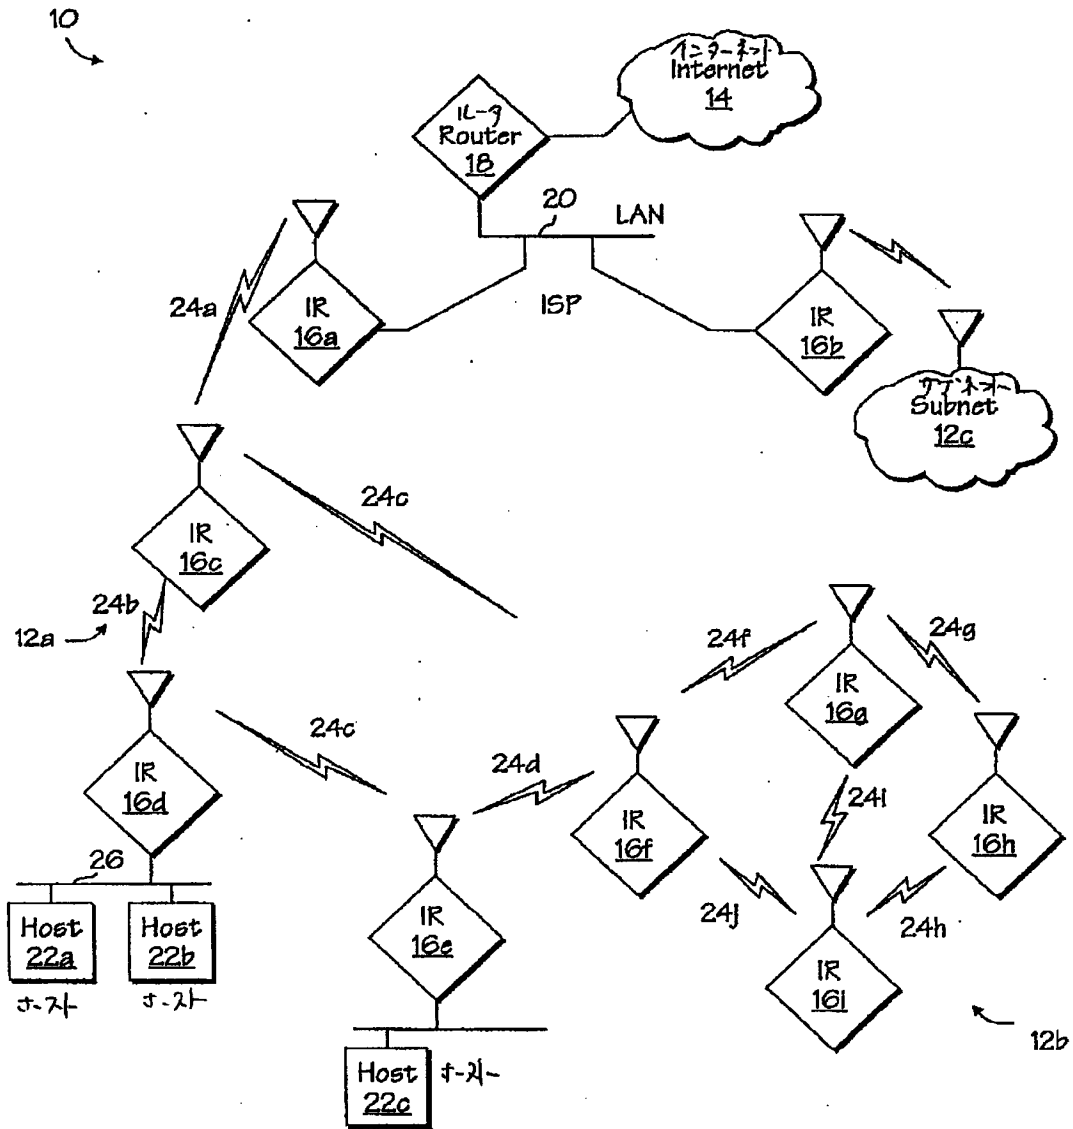 10
インターネット
Internet
14
ルータ
Router
18
20
LAN
ISP
24a
IR
16a
IR
16b
サブネット
Subnet
12c
24c
IR
16c
24b
12a
24f
24g
IR
16g
24c
24d
IR
16d
IR
16f
24i
IR
16h
26
24j
24h
Host
22a
ホスト
Host
22b
ホスト
IR
16e
IR
16i
12b
Host
22c
ホスト